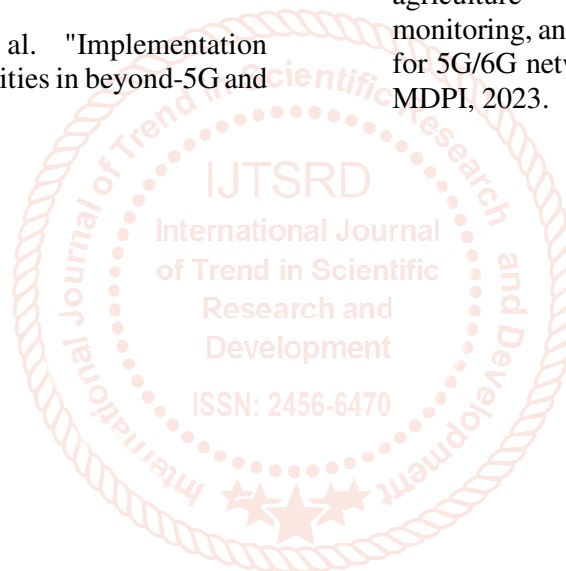 al. "Implementation
ities in beyond-5G and
agriculture
monitoring, an
for 5G/6G netw
MDPI, 2023.
International Journal of Trend in Scientific Research and Development
IJTSRD
International Journal
of Trend in Scientific
Research and
Development
ISSN: 2456-6470